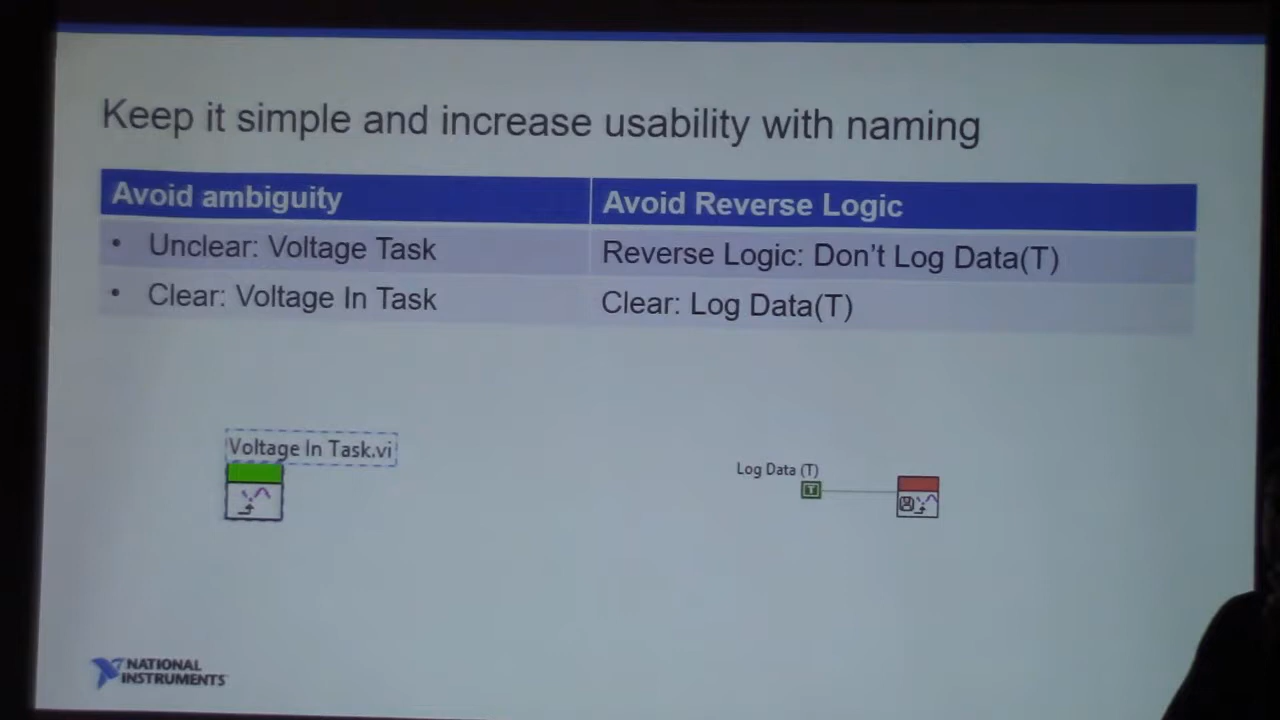 Keep it simple and increase usability with naming
Avoid ambiguity
Avoid Reverse Logic
• Unclear: Voltage Task
Reverse Logic: Don't Log Data(T)
• Clear: Voltage In Task
Clear: Log Data(T)
Voltage In Task.vi
Log Data (T)
T
NATIONAL
INSTRUMENTS